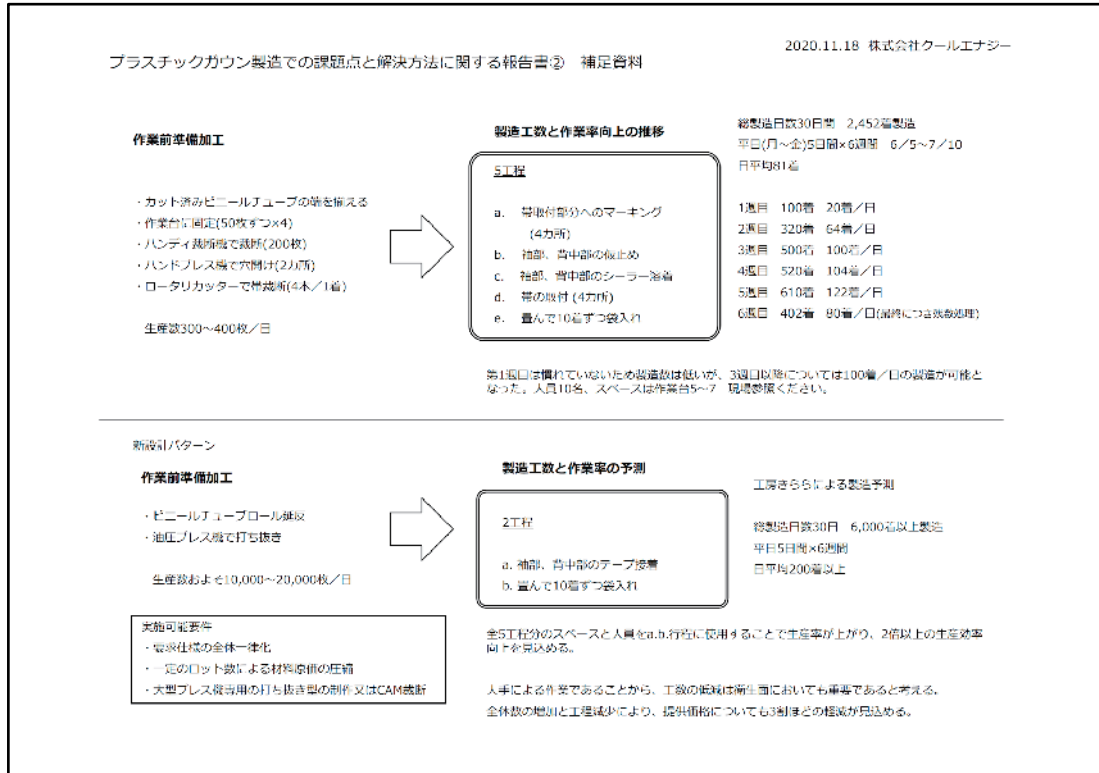 2020.11.18 株式会社クールエナジー
プラスチックガウン製造での課題点と解決方法に関する報告書② 補足資料
作業前準備加工
・カット済みビニールチューブの端を揃える
・作業台に固定(50枚ずつ×4)
・ハンディ裁断機で裁断(200枚)
・ハンドプレス機で穴開け(2カ所)
・ロータリカッターで帯裁断(4本/1着)
生産数300～400枚/日
製造工数と作業率向上の推移
5工程
a. 帯取付部分へのマーキング
(4カ所)
b. 袖部、背中部の仮止め
c. 袖部、背中部のシーラー溶着
d. 帯の取付 (4カ所)
e. 畳んで10着ずつ袋入れ
総製造日数30日間 2,452着製造
平日(月～金)5日間×6週間 6/5～7/10
日平均81着
1週目 100着 20着/日
2週目 320着 64着/日
3週目 500着 100着/日
4週目 520着 104着/日
5週目 610着 122着/日
6週目 402着 80着/日(最終につき残数処理)
第1週目は慣れていないため製造数は低いが、3週目以降については100着/日の製造が可能と
なった。人員10名、スペースは作業台5～7 現場参照ください。
新設計パターン
作業前準備加工
・ビニールチューブロール延反
・油圧プレス機で打ち抜き
生産数およそ10,000～20,000枚/日
実施可能要件
・要求仕様の全体一律化
・一定のロット数による材料原価の圧縮
・大型プレス機専用の打ち抜き型の制作又はCAM裁断
製造工数と作業率の予測
2工程
a. 袖部、背中部のテープ接着
b. 畳んで10着ずつ袋入れ
工房きららによる製造予測
総製造日数30日 6,000着以上製造
平日5日間×6週間
日平均200着以上
全5工程分のスペースと人員をa.b.行程に使用することで生産率が上がり、2倍以上の生産効率
向上を見込める。
人手による作業であることから、工数の低減は衛生面においても重要であると考える。
全体数の増加と工程減少により、提供価格についても3割ほどの軽減が見込める。